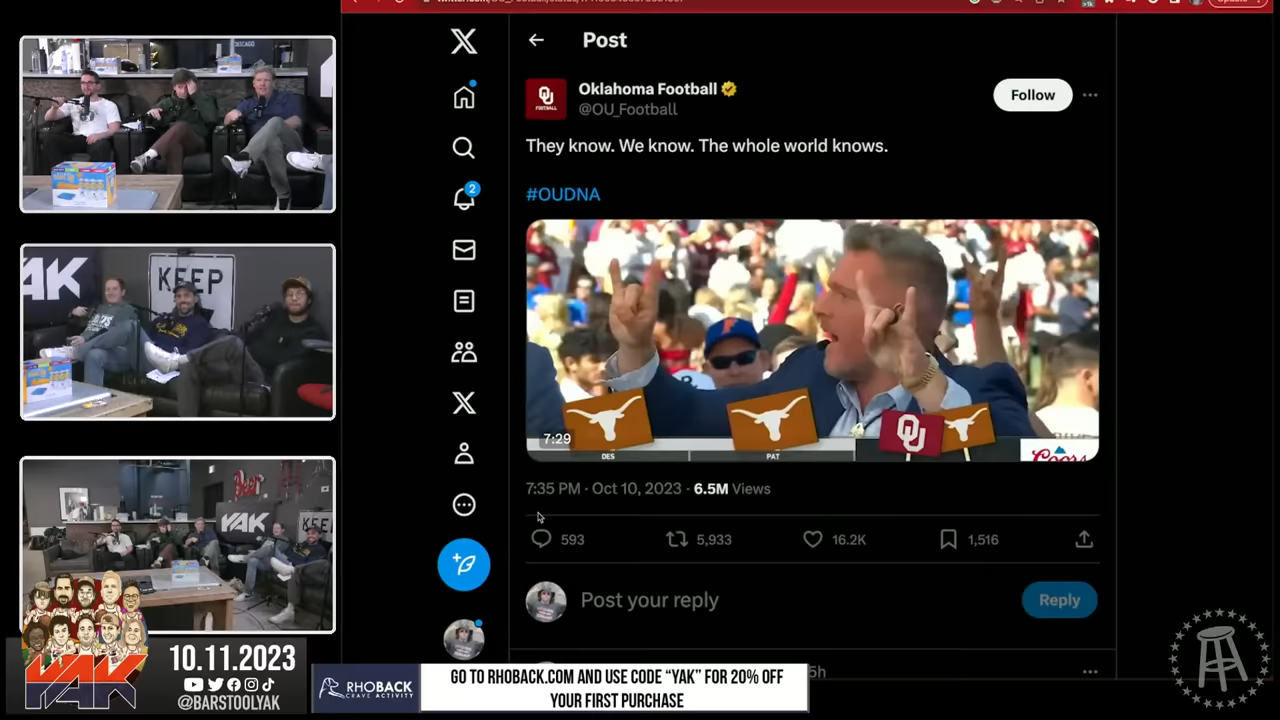 Post
Oklahoma Football
@OU_Football
Follow
They know. We know. The whole world knows.
#OUDNA
2
7:29
DES
PAT
OU
Coors
7:35 PM · Oct 10, 2023 · 6.5M Views
593
5,933
16.2K
1,516
Post your reply
Reply
CHICAGO
YAK
KEEP
Beer
YAK
KEE
YAK
10.11.2023
@BARSTOOLYAK
RHOBACK
CRAVE ACTIVITY
GO TO RHOBACK.COM AND USE CODE “YAK” FOR 20% OFF
YOUR FIRST PURCHASE